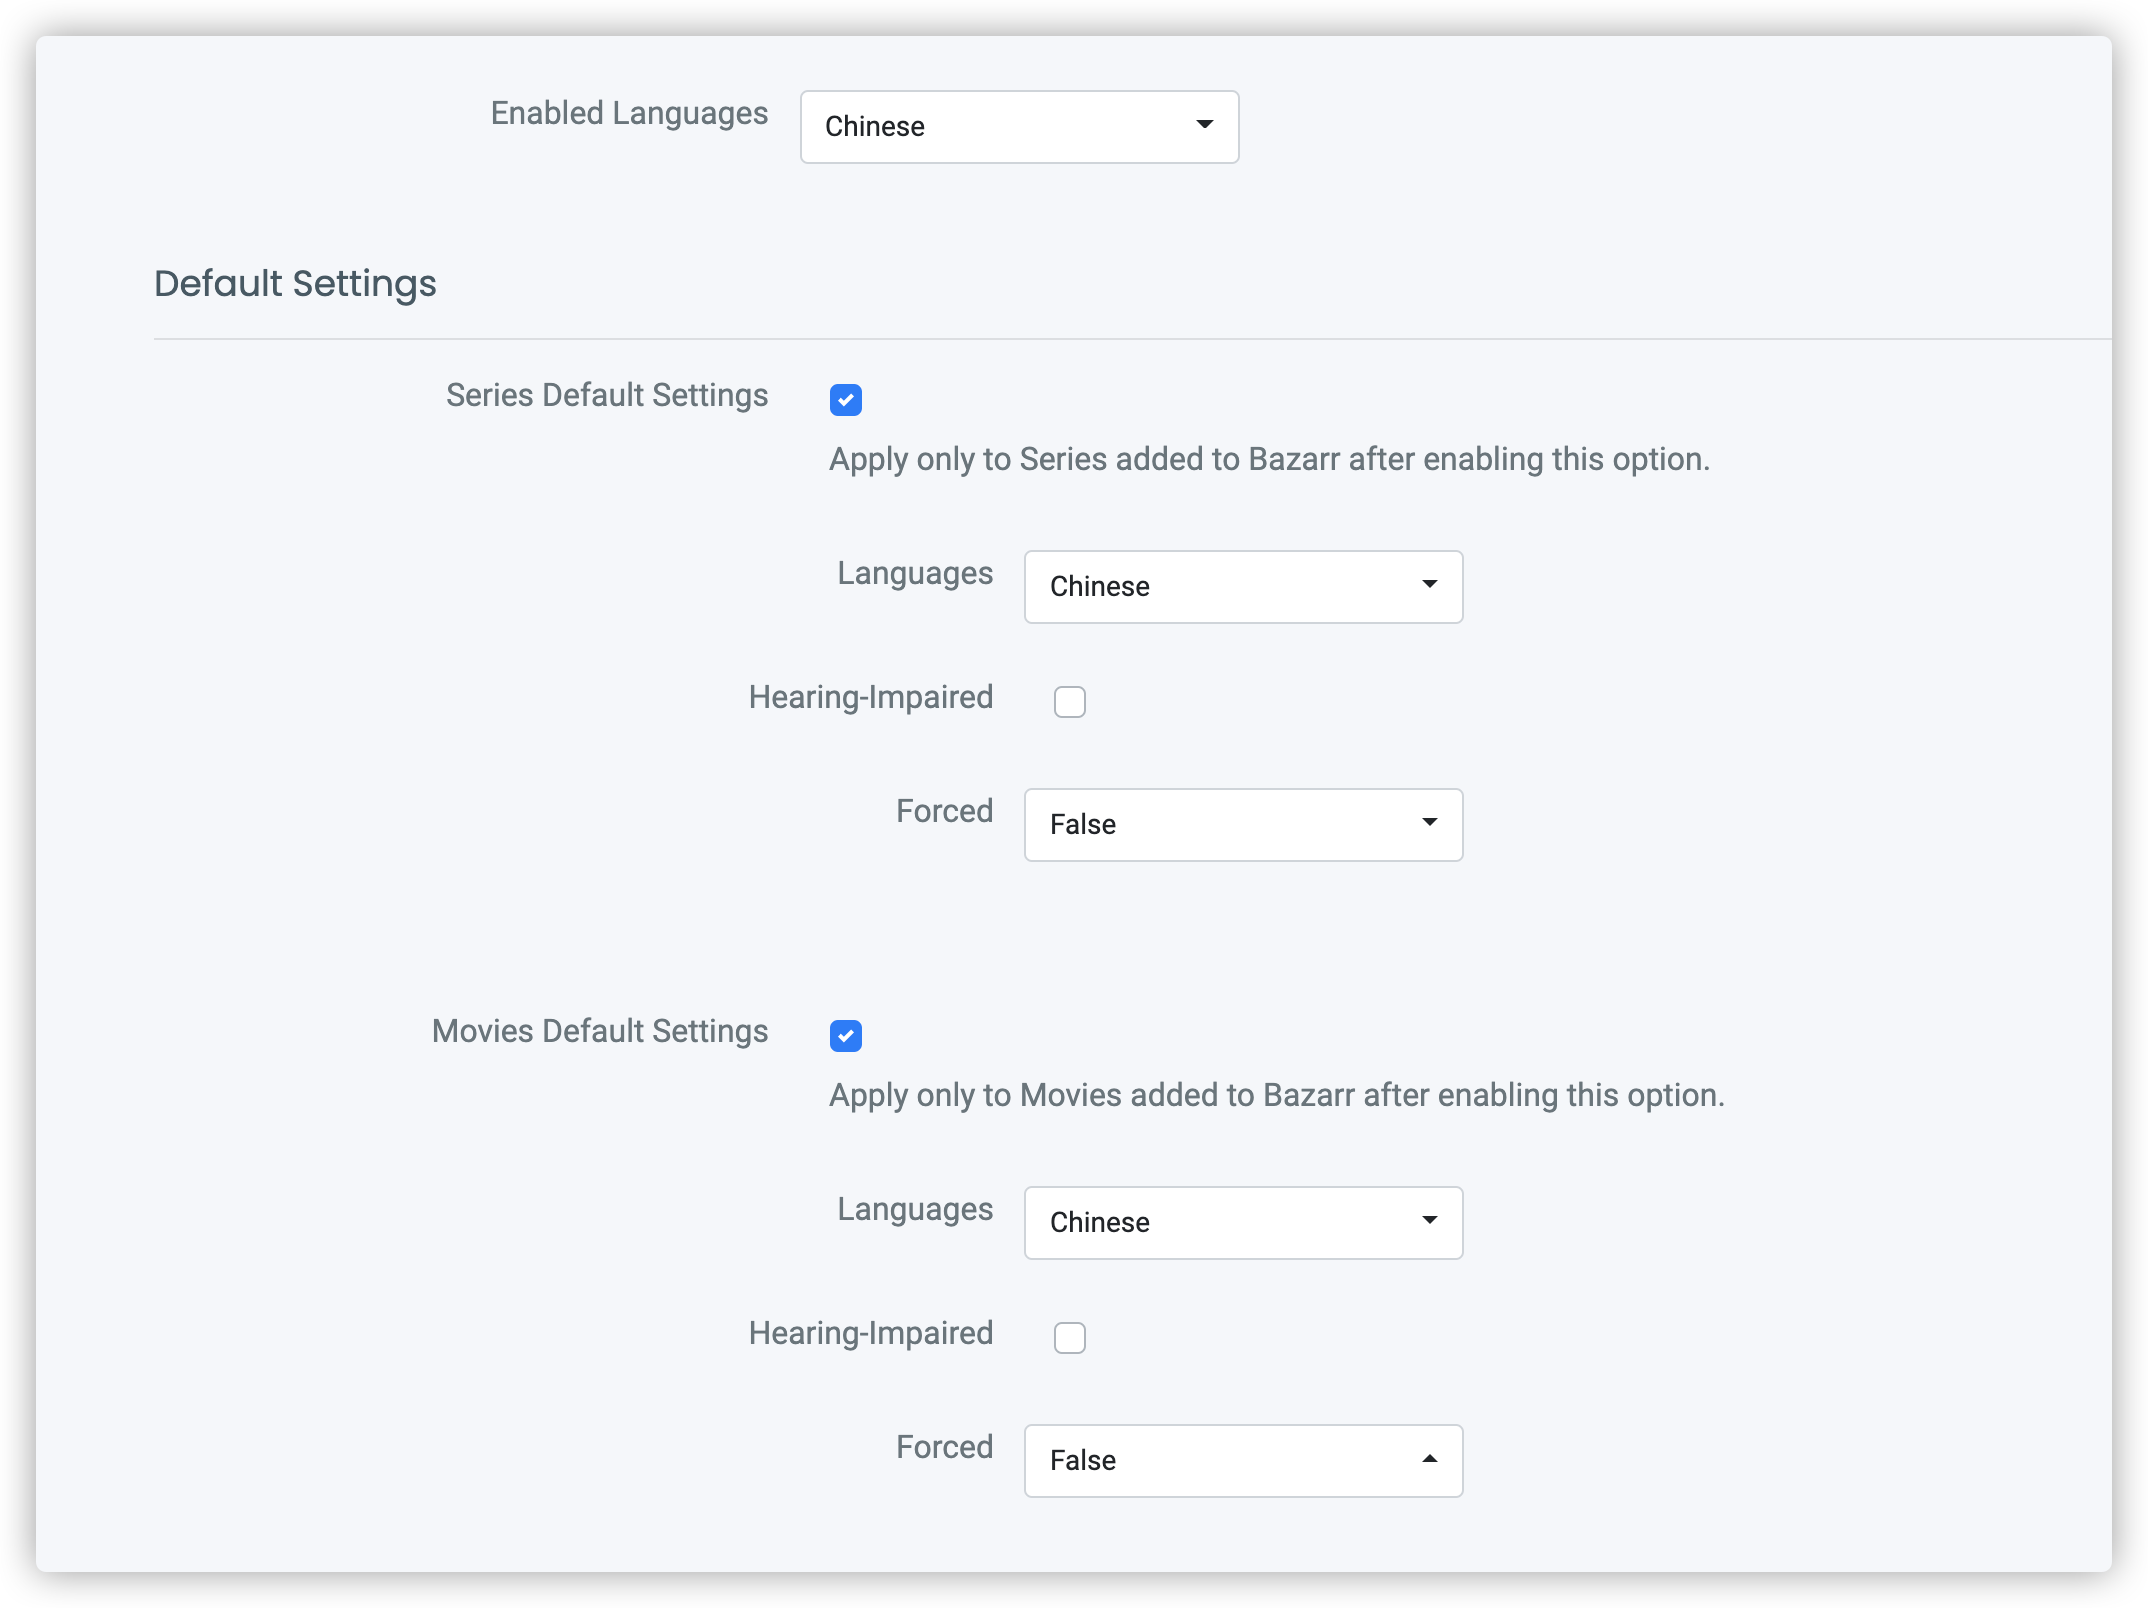 Enabled Languages
Chinese
Default Settings
Series Default Settings
Apply only to Series added to Bazarr after enabling this option.
Languages
Chinese
Hearing-Impaired
Forced
False
Movies Default Settings
Apply only to Movies added to Bazarr after enabling this option.
Languages
Chinese
Hearing-Impaired
Forced
False